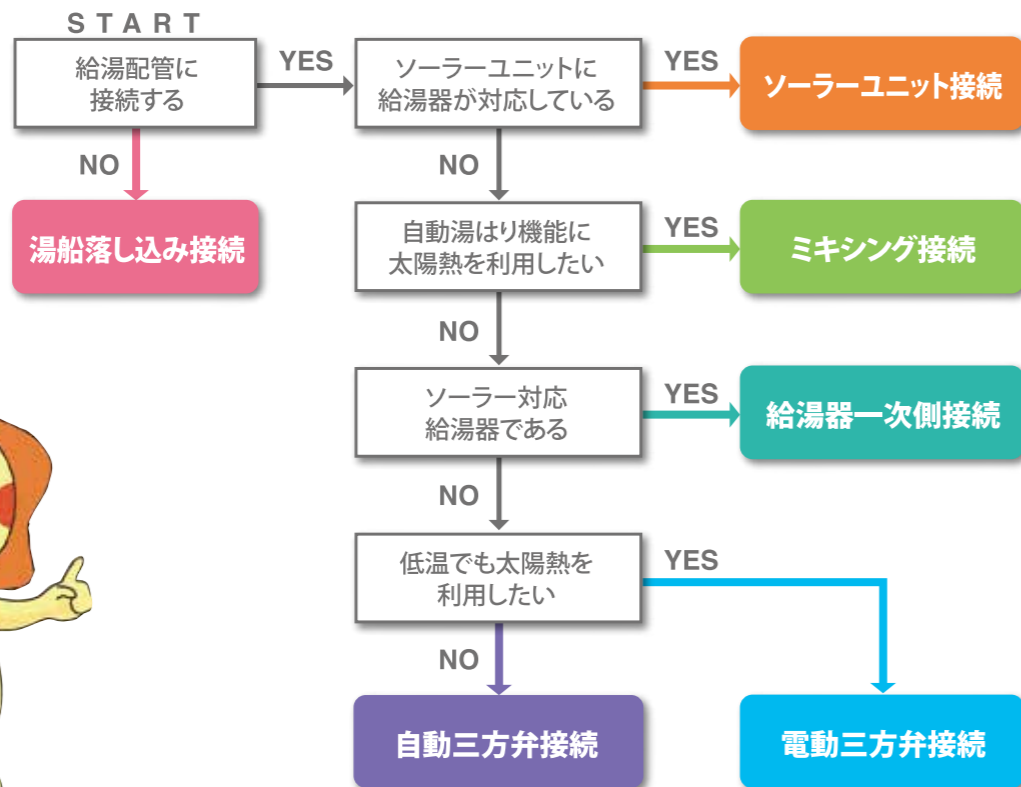 START
給湯配管に
接続する
YES
ソーラーユニットに
給湯器が対応している
YES
ソーラーユニット接続
NO
湯船落し込み接続
NO
自動湯はり機能に
太陽熱を利用したい
YES
ミキシング接続
NO
ソーラー対応
給湯器である
YES
給湯器一次側接続
NO
低温でも太陽熱を
利用したい
YES
NO
自動三方弁接続
電動三方弁接続